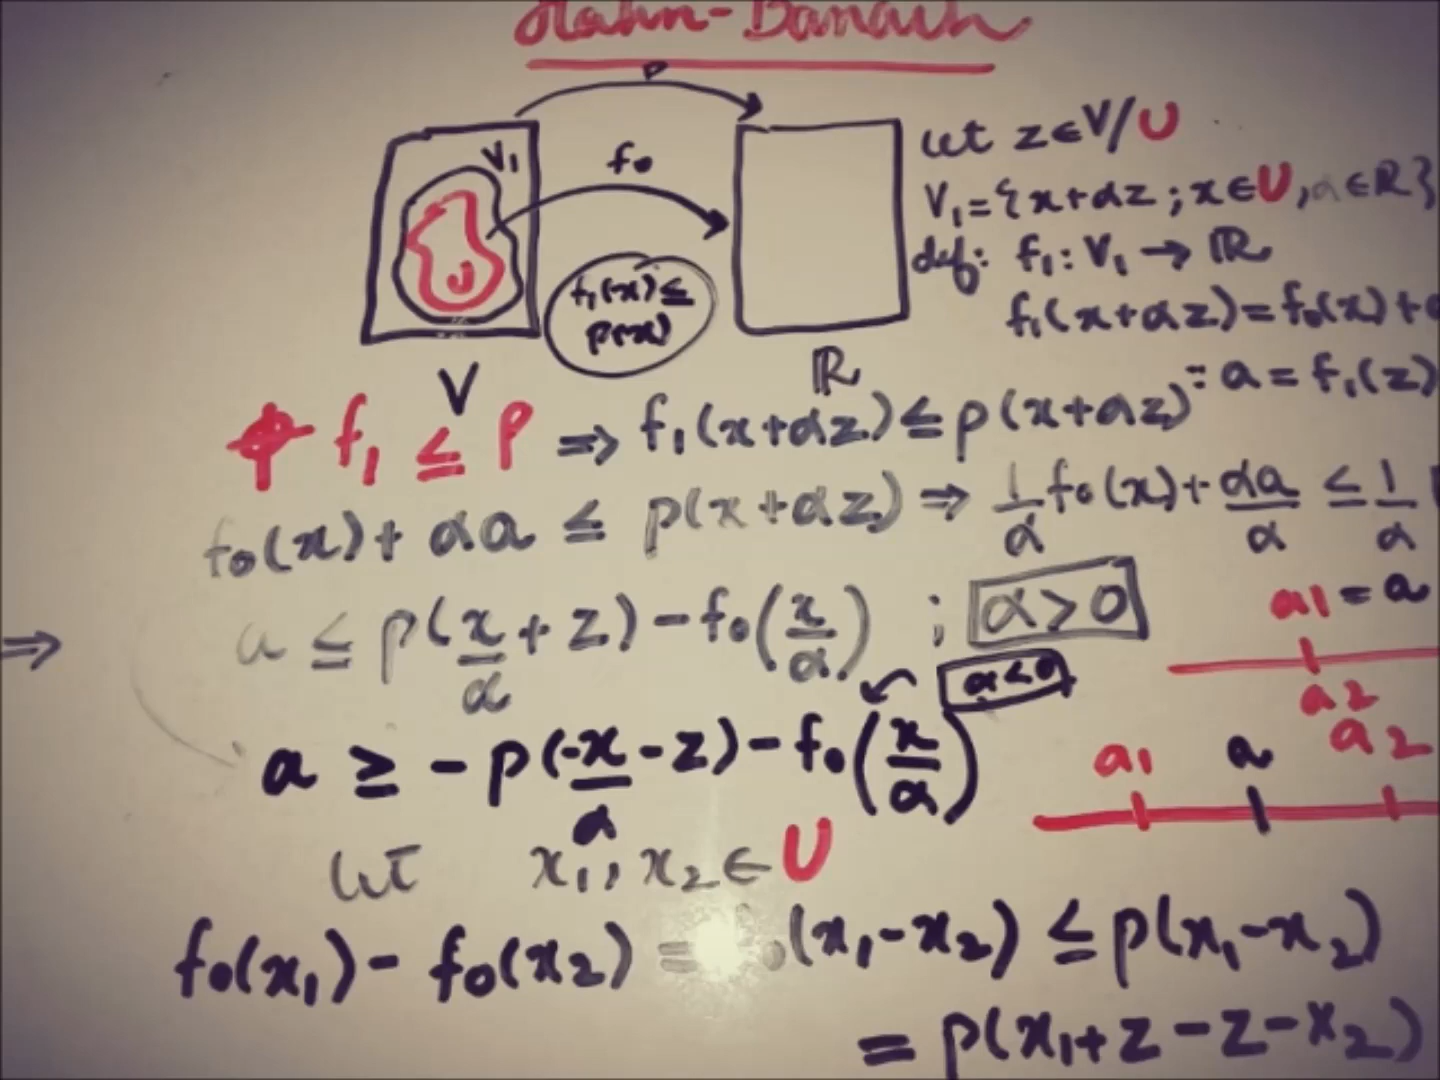 Hahn-Banach
p
V₁
f₀
U
f₁(x) ≤
p(x)
V
ℝ
let z∈V/U
V₁={x+αz ; x∈U, α∈ℝ}
def: f₁: V₁ → ℝ
f₁(x+αz)=f₀(x)+
a = f₁(z)
f₁ ≤ P ⇒ f₁(x+αz) ≤ p(x+αz)
f₀(x)+ αa ≤ p(x+αz) ⇒ 1/α f₀(x)+ αa/α ≤ 1/α
⇒ a ≤ p(x/α + z) - f₀(x/α) ; α>0
a1 = a
a2
α<0
a ≥ - p(-x/α - z) - f₀(x/α)
a1 a a2
let x₁, x₂ ∈ U
f₀(x₁) - f₀(x₂) = (x₁-x₂) ≤ p(x₁-x₂)
= p(x₁+z-z-x₂)